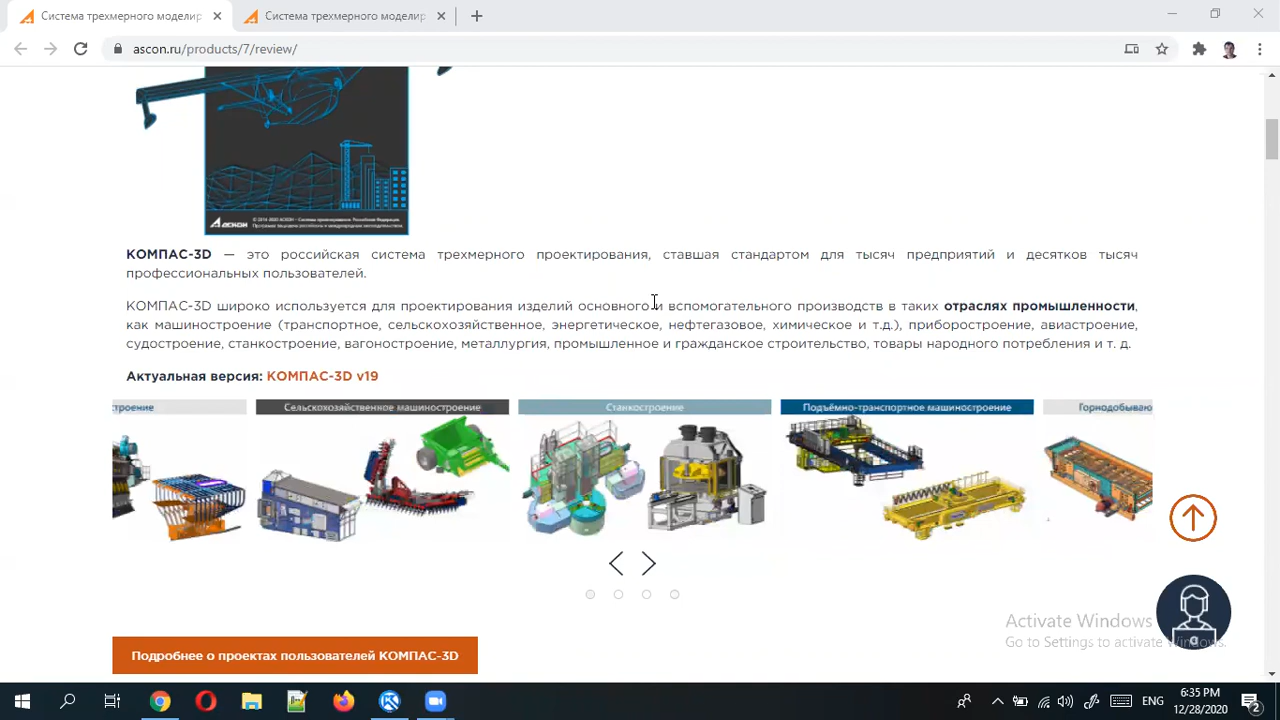 Система трехмерного моделир
Система трехмерного моделир
ascon.ru/products/7/review/
АСКОН
КОМПАС-3D — это российская система трехмерного проектирования, ставшая стандартом для тысяч предприятий и десятков тысяч
профессиональных пользователей.
КОМПАС-3D широко используется для проектирования изделий основного и вспомогательного производств в таких отраслях промышленности,
как машиностроение (транспортное, сельскохозяйственное, энергетическое, нефтегазовое, химическое и т.д.), приборостроение, авиастроение,
судостроение, станкостроение, вагоностроение, металлургия, промышленное и гражданское строительство, товары народного потребления и т. д.
Актуальная версия: КОМПАС-3D v19
строение
Сельскохозяйственное машиностроение
Станкостроение
Подъёмно-транспортное машиностроение
Горнодобываю
Activate Windows
Go to Settings to activate Windows.
Подробнее о проектах пользователей КОМПАС-3D
ENG
6:35 PM
12/28/2020
2